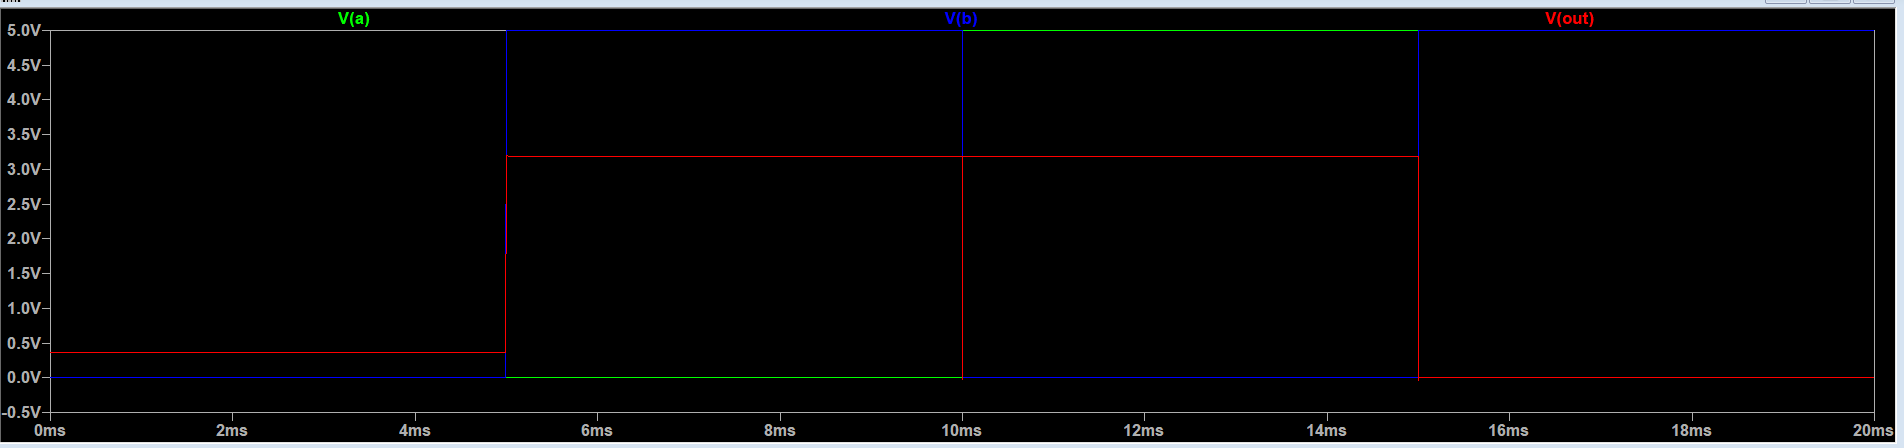 V(a) V(b) V(out)
5.0V
4.5V
4.0V
3.5V
3.0V
2.5V
2.0V
1.5V
1.0V
0.5V
0.0V
-0.5V
0ms 2ms 4ms 6ms 8ms 10ms 12ms 14ms 16ms 18ms 20ms